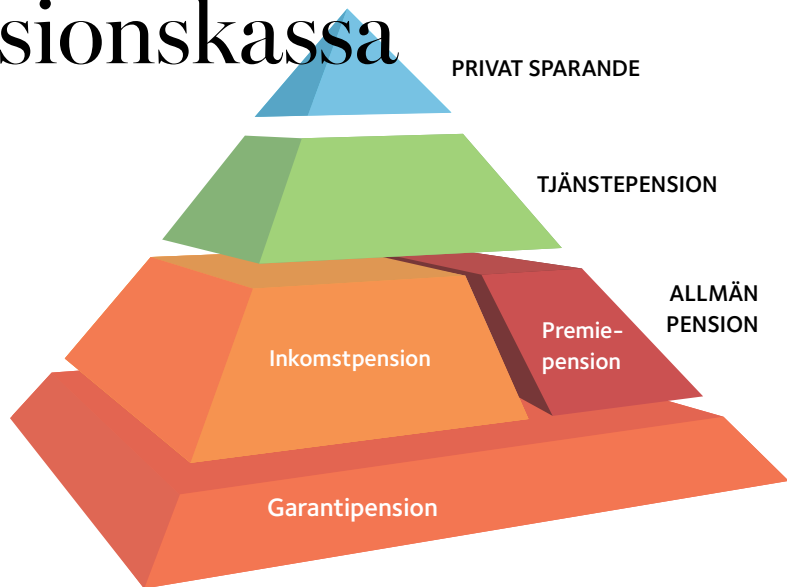 sionskassa
PRIVAT SPARANDE
TJÄNSTEPENSION
ALLMÄN
PENSION
Premie-
pension
Inkomstpension
Garantipension